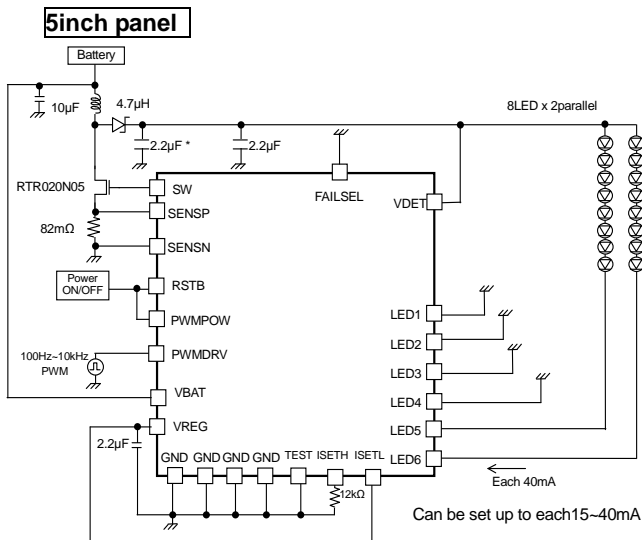 5inch panel
Battery
10µF
4.7µH
8LED x 2parallel
2.2µF *
2.2µF
RTR020N05
SW
FAILSEL
VDET
SENSP
82mΩ
SENSN
Power
ON/OFF
RSTB
PWMPOW
LED1
LED2
100Hz~10kHz
PWM
PWMDRV
LED3
VBAT
LED4
VREG
LED5
2.2µF
GND
GND
GND
GND
TEST
ISETH
ISETL
LED6
Each 40mA
12kΩ
Can be set up to each15~40mA